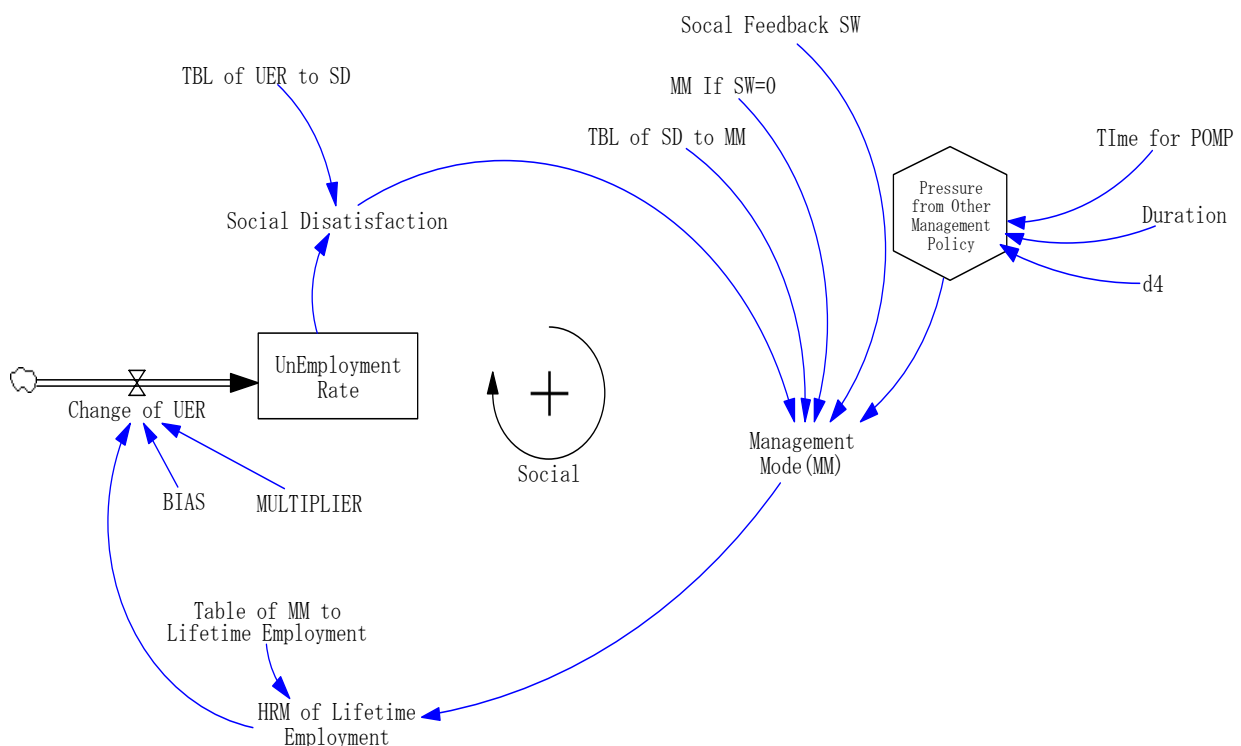 Socal Feedback SW
TBL of UER to SD
MM If SW=0
TBL of SD to MM
TIme for POMP
Pressure
from Other
Management
Policy
Duration
Social Disatisfaction
d4
UnEmployment
Rate
Change of UER
Management
Mode(MM)
Social
BIAS
MULTIPLIER
Table of MM to
Lifetime Employment
HRM of Lifetime
Employment